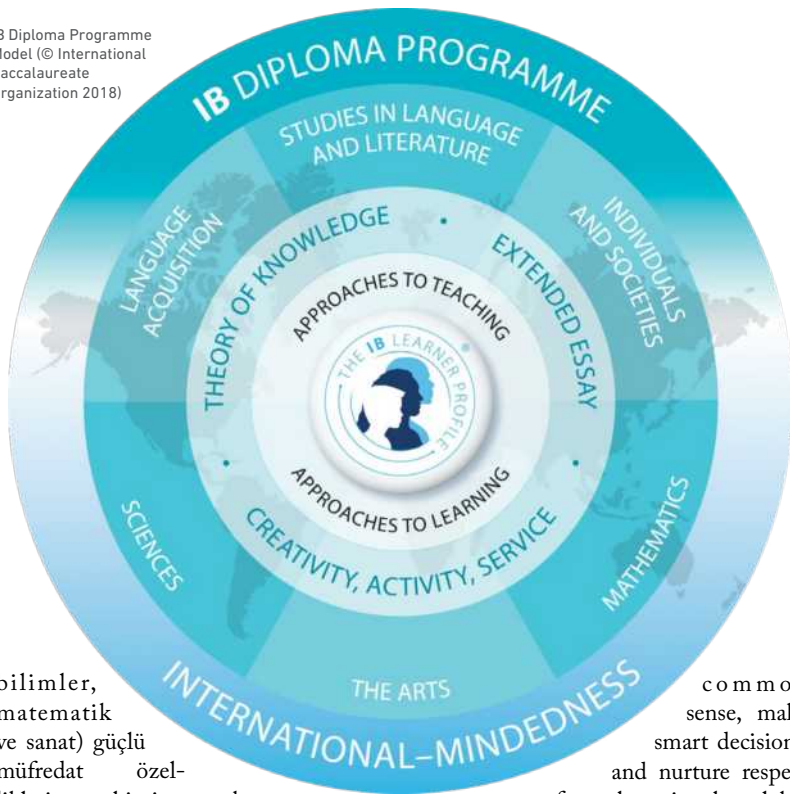 B Diploma Programme
Model (© International
accalaureate
rganization 2018)
IB DIPLOMA PROGRAMME
STUDIES IN LANGUAGE
AND LITERATURE
LANGUAGE
ACQUISITION
INDIVIDUALS
AND SOCIETIES
THEORY OF KNOWLEDGE
EXTENDED ESSAY
APPROACHES TO TEACHING
THE IB LEARNER PROFILE ®
APPROACHES TO LEARNING
CREATIVITY, ACTIVITY, SERVICE
SCIENCES
MATHEMATICS
THE ARTS
INTERNATIONAL–MINDEDNESS
bilimler,
matematik
ve sanat) güçlü
müfredat özel-
commo
sense, mak
smart decision
and nurture respe